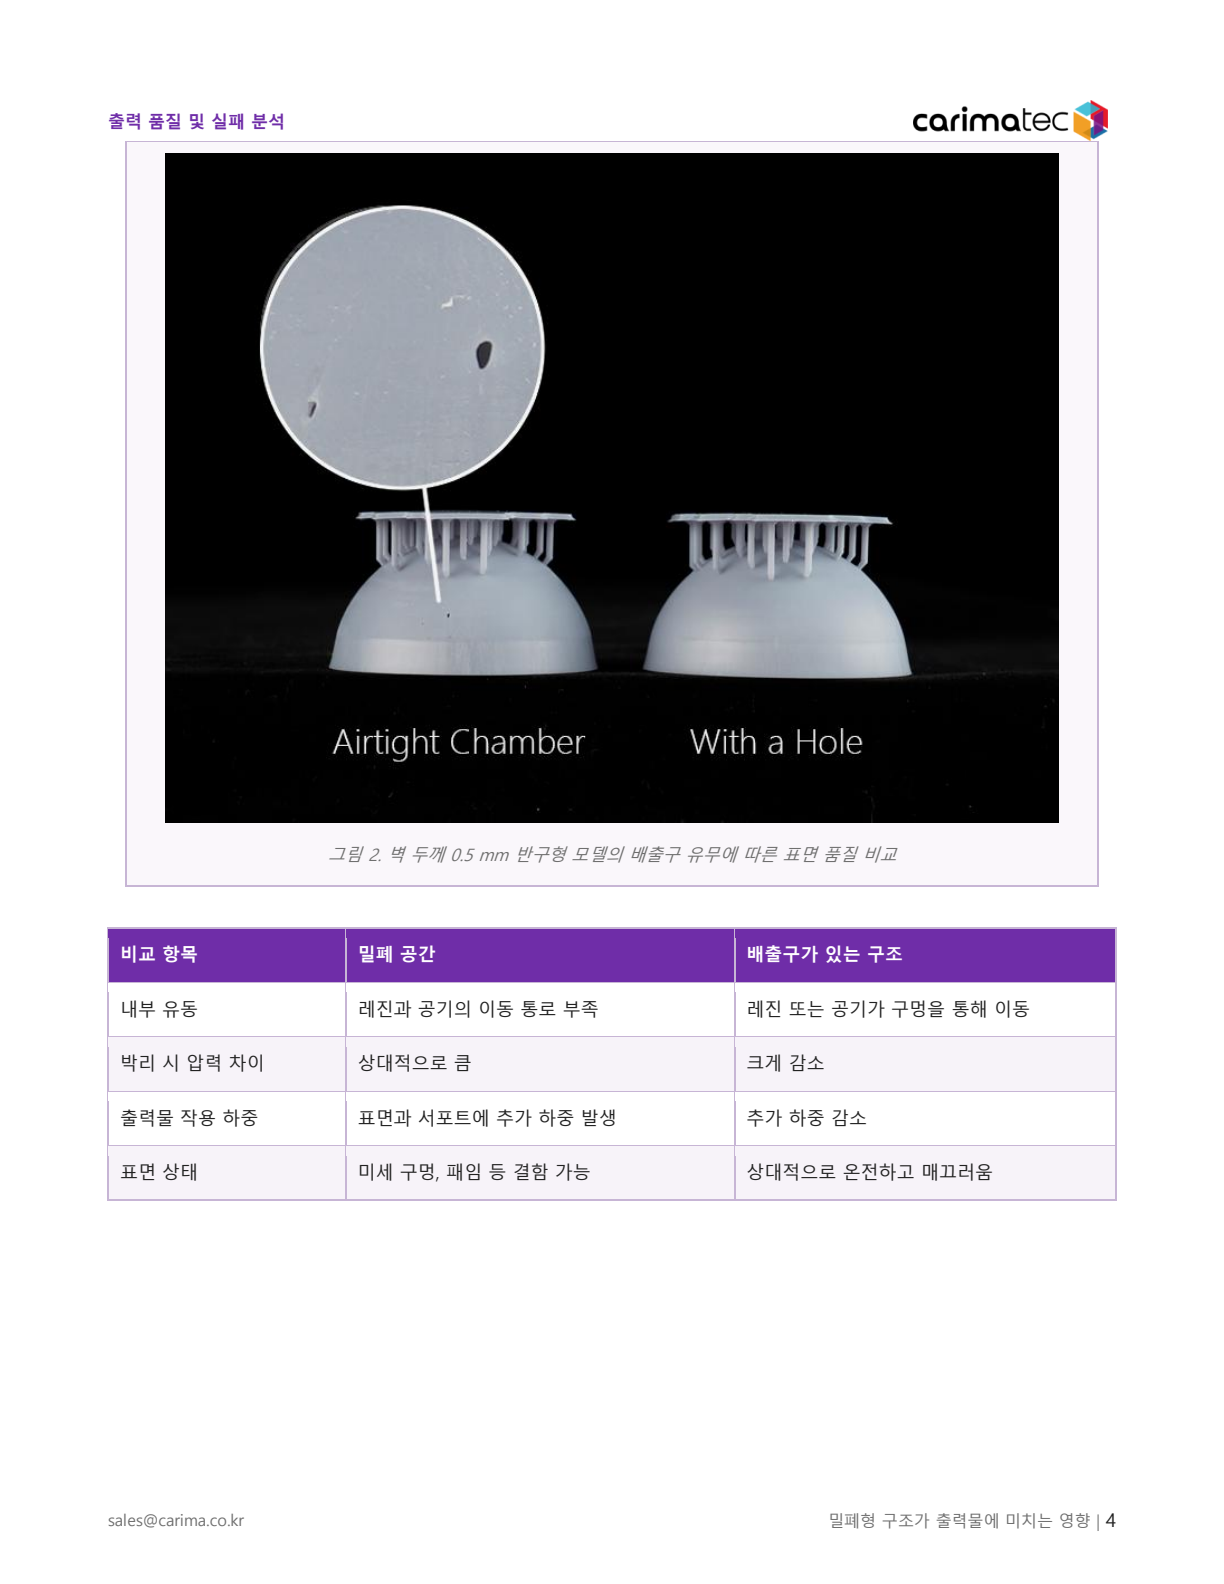 출력 품질 및 실패 분석
carimatec
Airtight Chamber
With a Hole
그림 2. 벽 두께 0.5 mm 반구형 모델의 배출구 유무에 따른 표면 품질 비교
비교 항목 밀폐 공간 배출구가 있는 구조
내부 유동 레진과 공기의 이동 통로 부족 레진 또는 공기가 구멍을 통해 이동
박리 시 압력 차이 상대적으로 큼 크게 감소
출력물 작용 하중 표면과 서포트에 추가 하중 발생 추가 하중 감소
표면 상태 미세 구멍, 패임 등 결함 가능 상대적으로 온전하고 매끄러움
sales@carima.co.kr
밀폐형 구조가 출력물에 미치는 영향 | 4